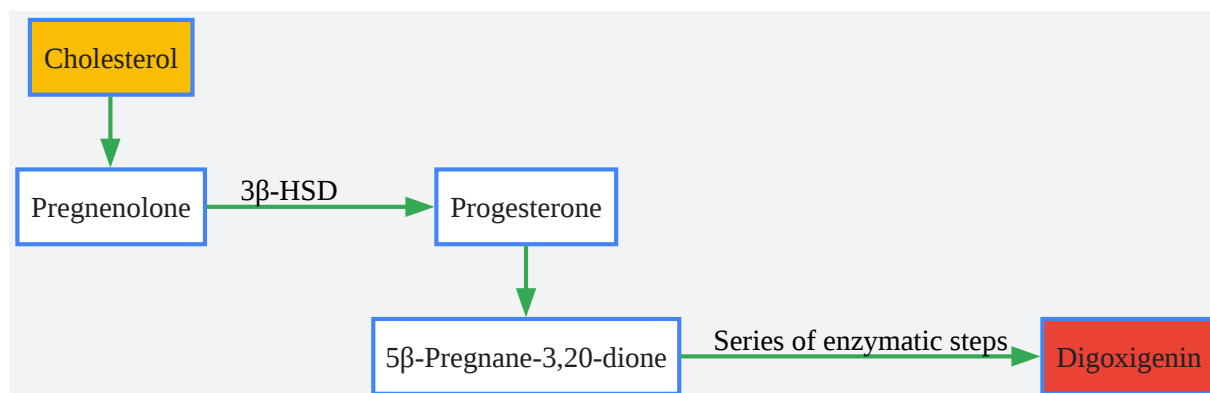 Cholesterol
Pregnenolone
3β-HSD
Progesterone
5β-Pregnane-3,20-dione
Series of enzymatic steps
Digoxigenin